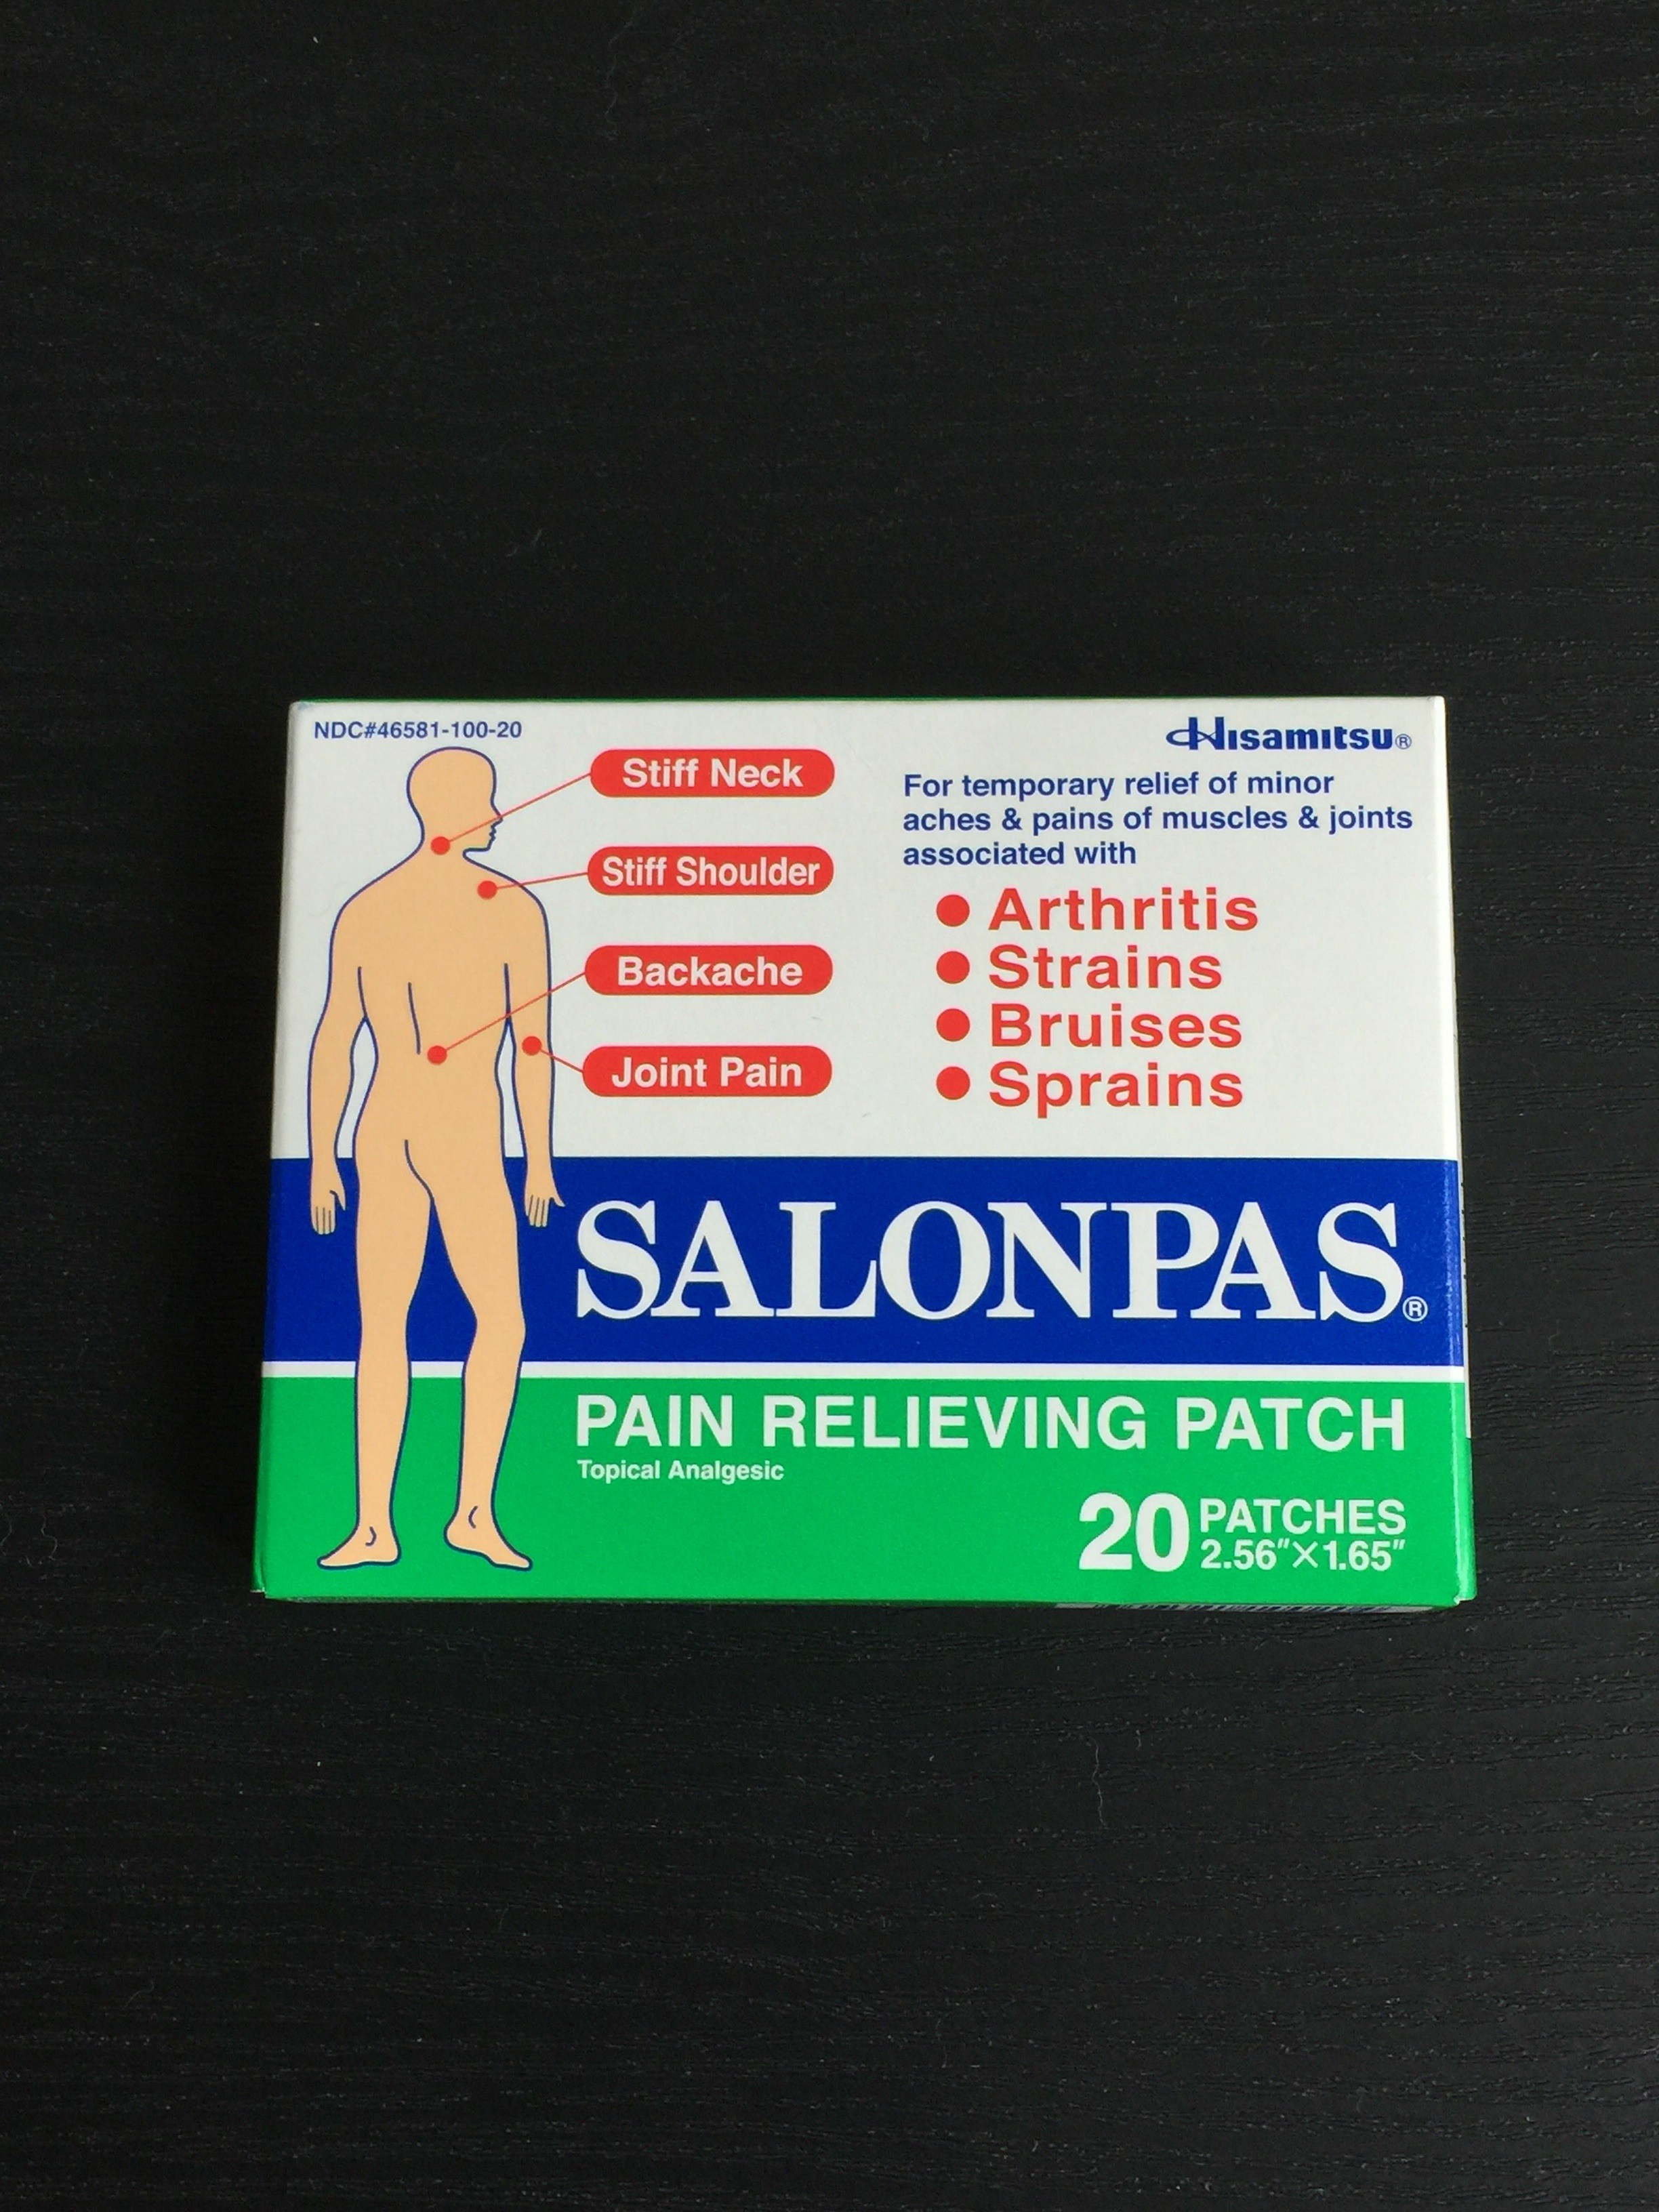 NDC#46581-100-20
Hisamitsu®
Stiff Neck
Stiff Shoulder
Backache
Joint Pain
For temporary relief of minor
aches & pains of muscles & joints
associated with
● Arthritis
● Strains
● Bruises
● Sprains
SALONPAS®
PAIN RELIEVING PATCH
Topical Analgesic
20 PATCHES
2.56"×1.65"